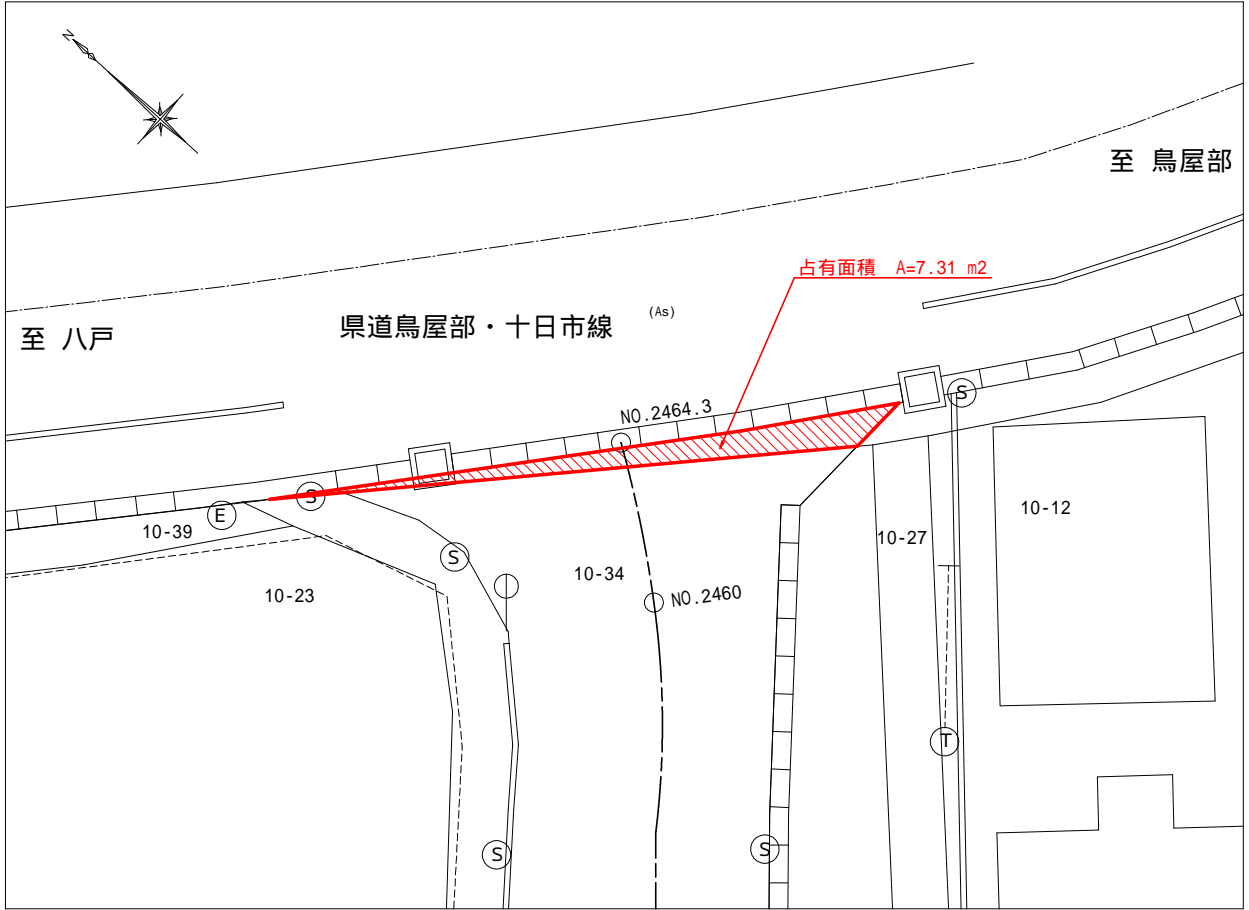 N
至 鳥屋部
占有面積 A=7.31 m2
(As)
県道鳥屋部・十日市線
至 八戸
NO.2464.3
S
S
E
10-39
10-12
10-27
S
10-34
10-23
NO.2460
T
S
S